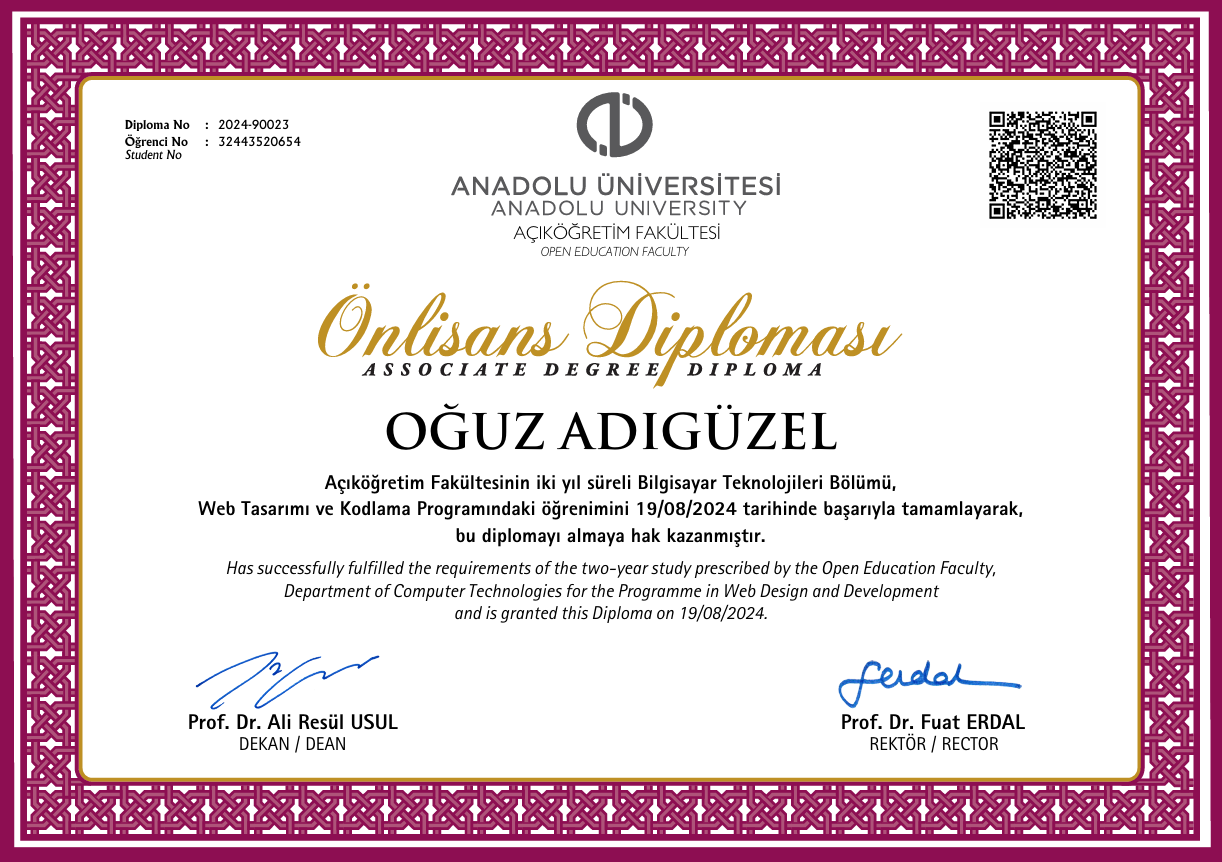 Diploma No : 2024-90023
Öğrenci No : 32443520654
Student No
ANADOLU ÜNİVERSİTESİ
ANADOLU UNIVERSITY
AÇIKÖĞRETİM FAKÜLTESİ
OPEN EDUCATION FACULTY
Önlisans Diploması
ASSOCIATE DEGREE DIPLOMA
OĞUZ ADIGÜZEL
Açıköğretim Fakültesinin iki yıl süreli Bilgisayar Teknolojileri Bölümü,
Web Tasarımı ve Kodlama Programındaki öğrenimini 19/08/2024 tarihinde başarıyla tamamlayarak,
bu diplomayı almaya hak kazanmıştır.
Has successfully fulfilled the requirements of the two-year study prescribed by the Open Education Faculty,
Department of Computer Technologies for the Programme in Web Design and Development
and is granted this Diploma on 19/08/2024.
Prof. Dr. Ali Resül USUL
DEKAN / DEAN
Prof. Dr. Fuat ERDAL
REKTÖR / RECTOR